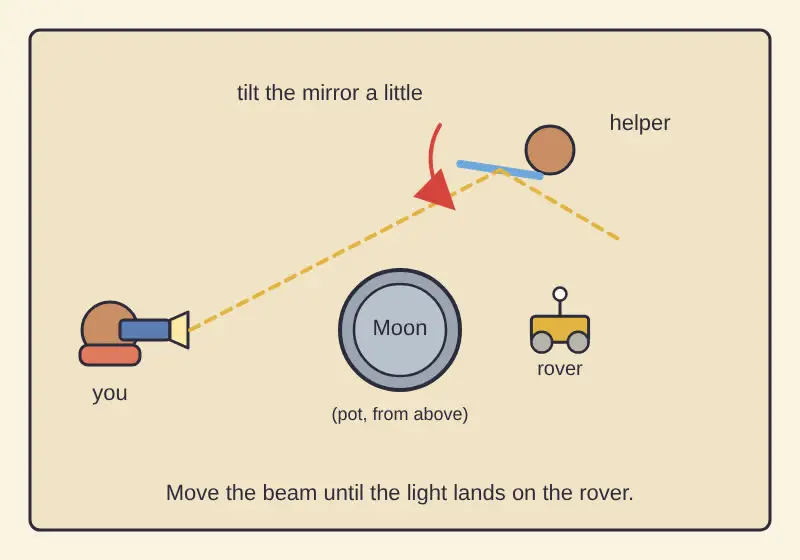 tilt the mirror a little
helper
Moon
rover
you
(pot, from above)
Move the beam until the light lands on the rover.